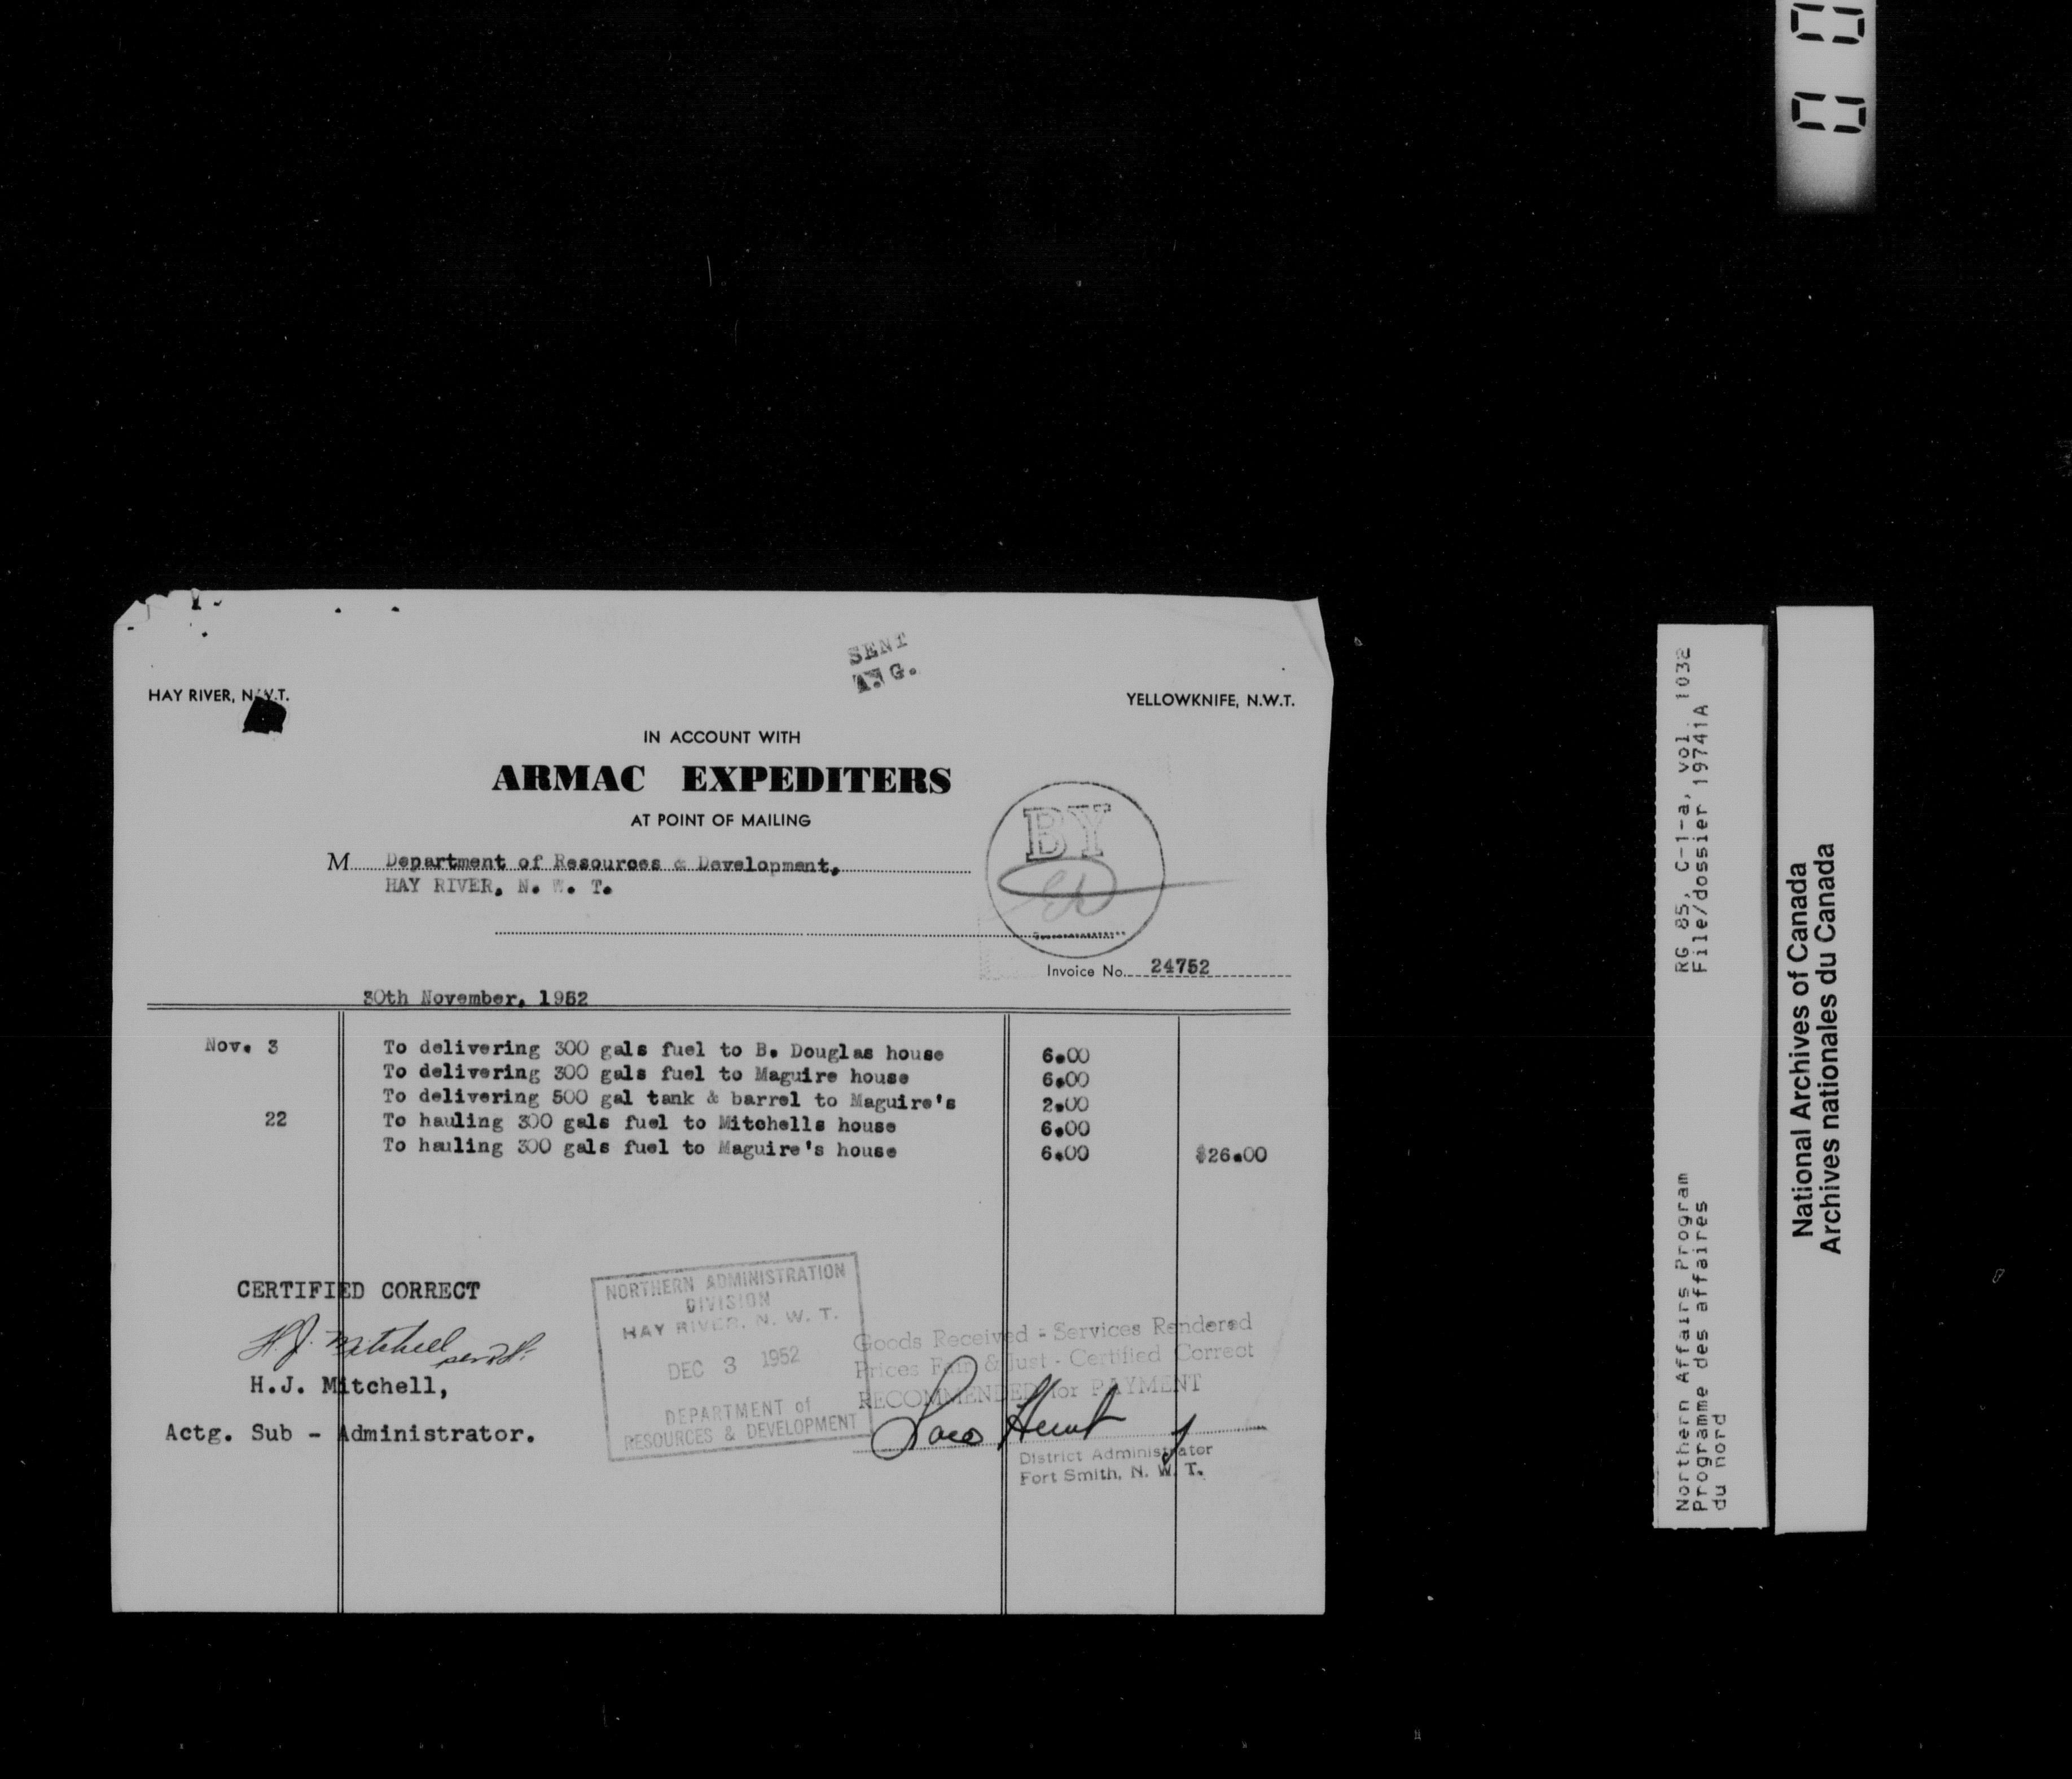 SENT
HAY RIVER, N.W.T.
YELLOWKNIFE, N.W.T.
IN ACCOUNT WITH
ARMAC EXPEDITERS
AT POINT OF MAILING
BY
M Department of Resources & Development,
HAY RIVER, N. W. T.
Invoice No. 24752
30th November, 1952
Nov. 3 To delivering 300 gals fuel to B. Douglas house 6.00
To delivering 300 gals fuel to Maguire house 6.00
To delivering 500 gal tank & barrel to Maguire's 2.00
22 To hauling 300 gals fuel to Mitchells house 6.00
To hauling 300 gals fuel to Maguire's house 6.00 $26.00
CERTIFIED CORRECT
H.J. Mitchell
H.J. Mitchell,
Actg. Sub - Administrator.
NORTHERN ADMINISTRATION
DIVISION
HAY RIVER, N. W. T.
DEC 3 1952
DEPARTMENT of
RESOURCES & DEVELOPMENT
Goods Received - Services Rendered
Prices Fair & Just - Certified Correct
RECOMMENDED for PAYMENT
Hunt
District Administrator
Fort Smith, N. W. T.
RG 85, C-1-a, vol. 1032
File/dossier 19741A
Northern Affairs Program
Programme des affaires
du nord
National Archives of Canada
Archives nationales du Canada